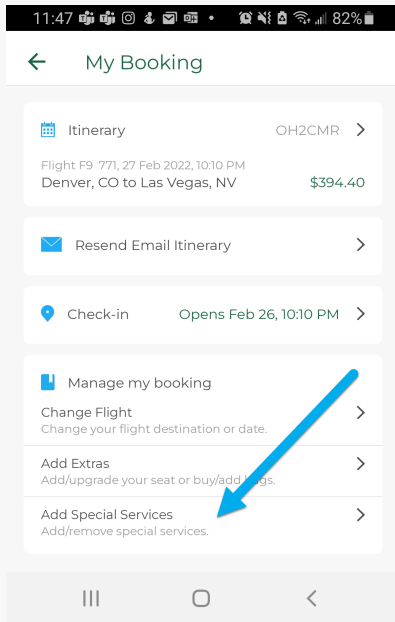 11:47 82%
My Booking
Itinerary OH2CMR
Flight F9 771, 27 Feb 2022, 10:10 PM
Denver, CO to Las Vegas, NV $394.40
Resend Email Itinerary
Check-in Opens Feb 26, 10:10 PM
Manage my booking
Change Flight
Change your flight destination or date.
Add Extras
Add/upgrade your seat or buy/add bags.
Add Special Services
Add/remove special services.